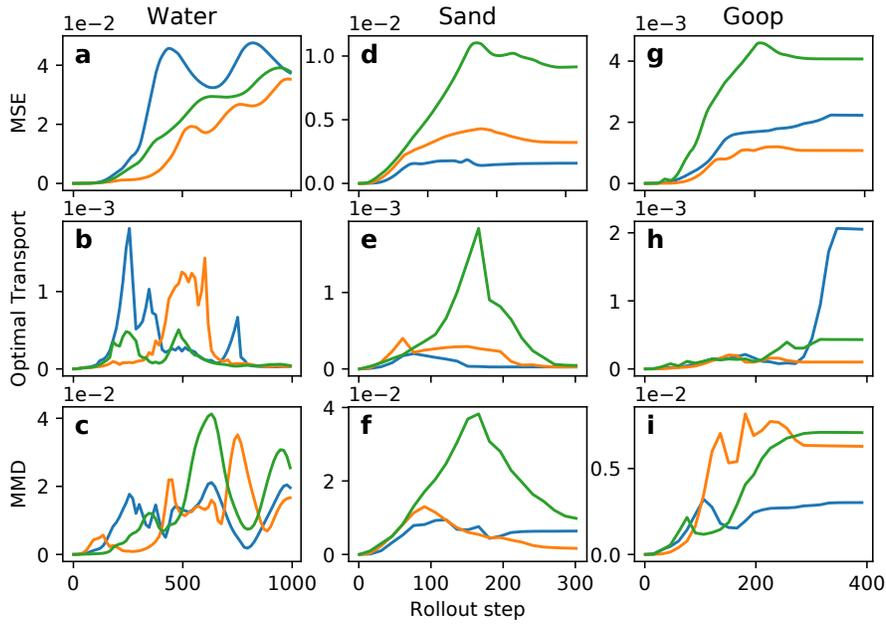 Water Sand Goop
1e−2 1e−2 1e−3
a d g
MSE
4
2
0
1.0
0.5
0.0
4
2
0
1e−3 1e−3 1e−3
b e h
Optimal Transport
1
0
1
0
2
1
0
1e−2 1e−2 1e−2
c f i
MMD
4
2
0
4
2
0
0.5
0.0
0 500 1000 0 100 200 300 0 200 400
Rollout step